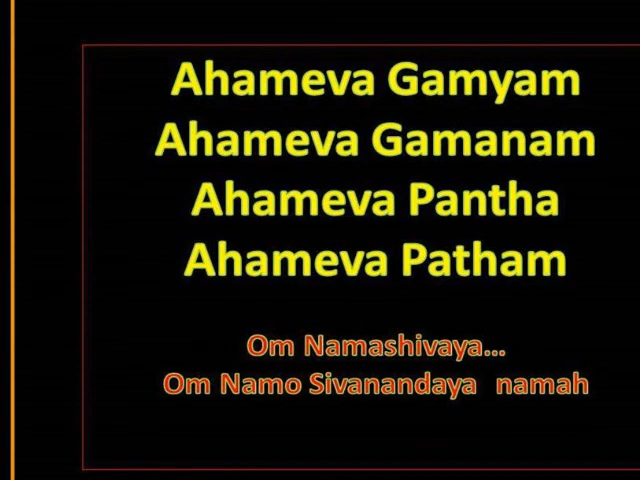 Ahameva Gamyam
Ahameva Gamanam
Ahameva Pantha
Ahameva Patham
Om Namashivaya...
Om Namo Sivanandaya namah